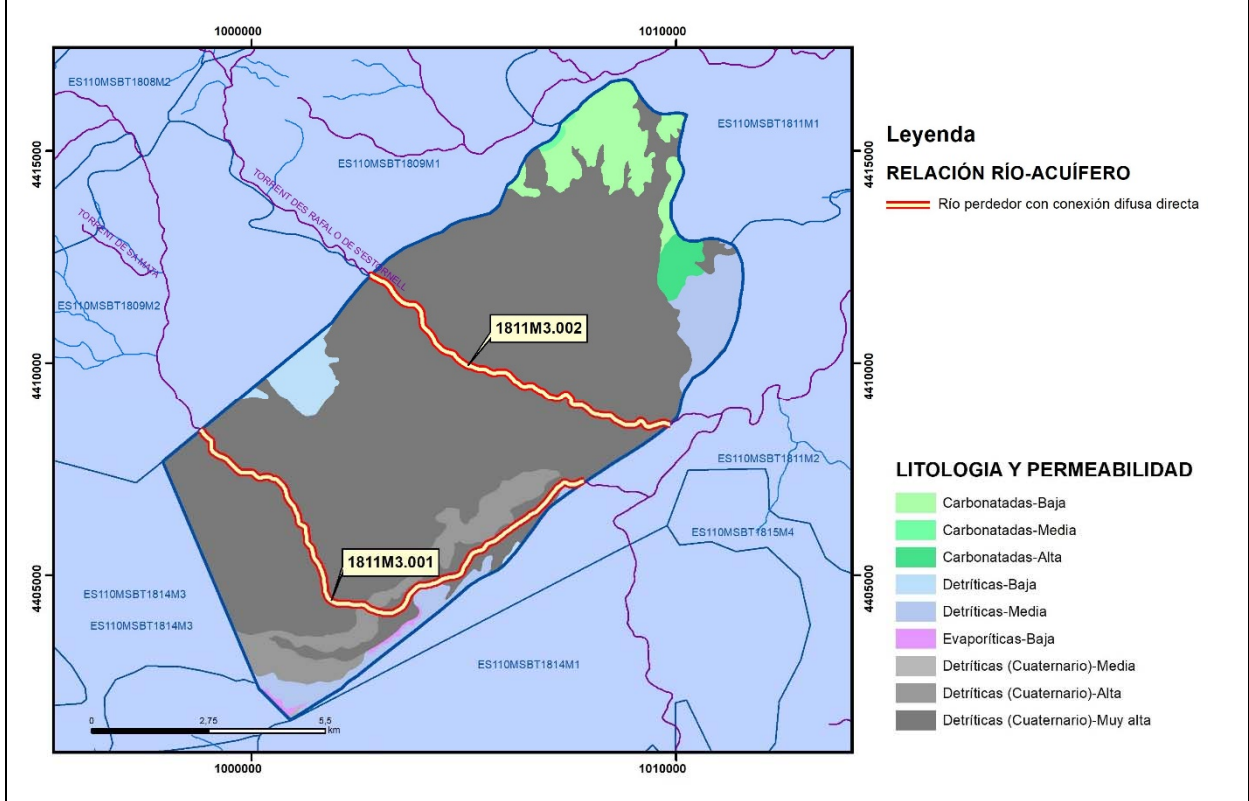 1000000
1010000
ES110MSBT1808M2
ES110MSBT1811M1
4415000
4415000
ES110MSBT1809M1
TORRENT DES RAFALO DE S'ESTORNELL
TORRENT DE SA MATA
ES110MSBT1809M2
1811M3.002
4410000
4410000
ES110MSBT1811M2
ES110MSBT1815M4
1811M3.001
4405000
4405000
ES110MSBT1814M3
ES110MSBT1814M3
ES110MSBT1814M1
0
2,75
5,5
km
1000000
1010000
Leyenda
RELACIÓN RÍO-ACUÍFERO
Río perdedor con conexión difusa directa
LITOLOGIA Y PERMEABILIDAD
Carbonatadas-Baja
Carbonatadas-Media
Carbonatadas-Alta
Detríticas-Baja
Detríticas-Media
Evaporíticas-Baja
Detríticas (Cuaternario)-Media
Detríticas (Cuaternario)-Alta
Detríticas (Cuaternario)-Muy alta